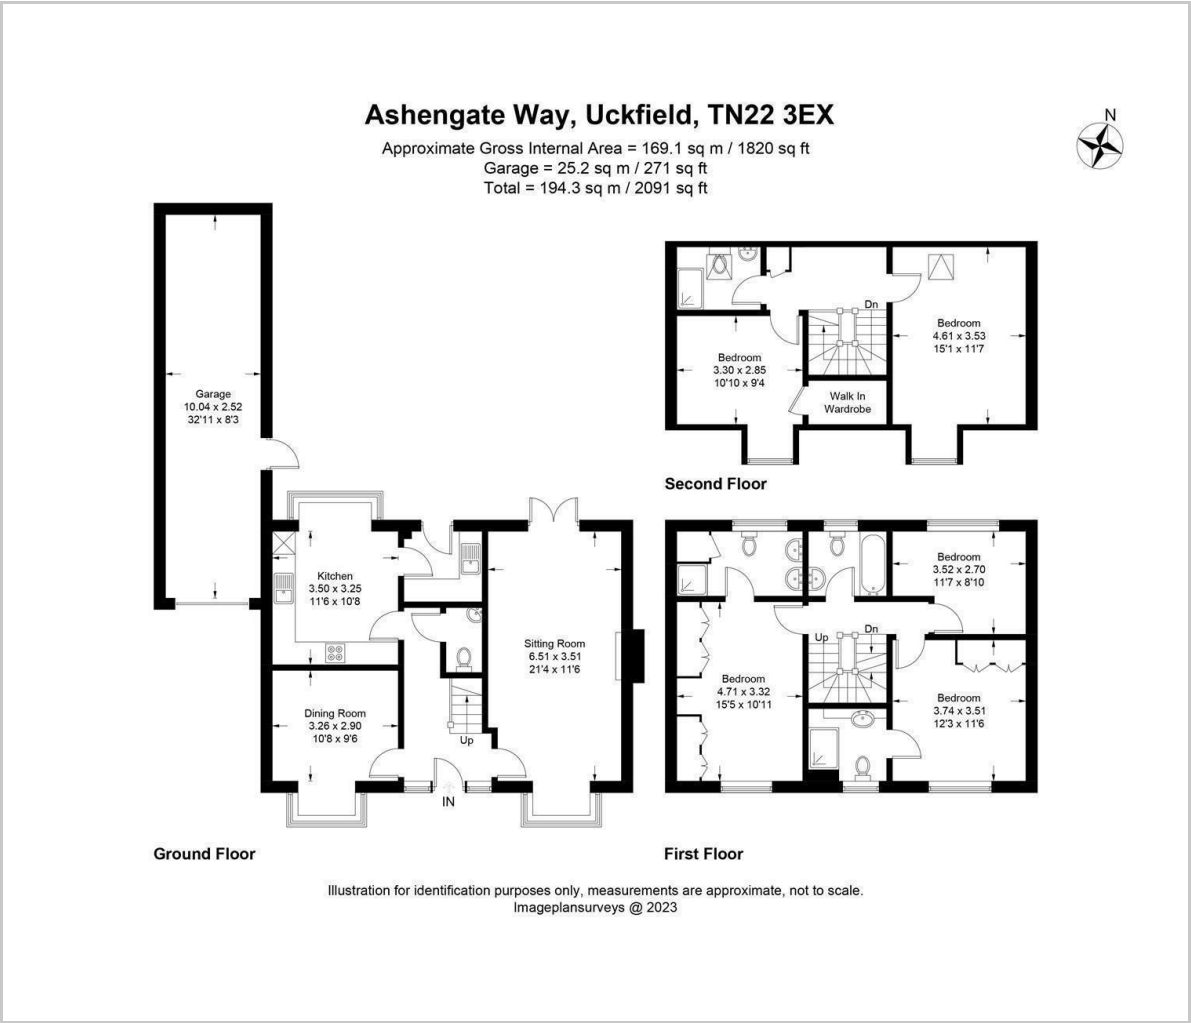 Ashengate Way, Uckfield, TN22 3EX
Approximate Gross Internal Area = 169.1 sq m / 1820 sq ft
Garage = 25.2 sq m / 271 sq ft
Total = 194.3 sq m / 2091 sq ft
N
Garage
10.04 x 2.52
32'11 x 8'3
Kitchen
3.50 x 3.25
11'6 x 10'8
Sitting Room
6.51 x 3.51
21'4 x 11'6
Dining Room
3.26 x 2.90
10'8 x 9'6
Up
IN
Ground Floor
Dn
Bedroom
4.61 x 3.53
15'1 x 11'7
Bedroom
3.30 x 2.85
10'10 x 9'4
Walk In
Wardrobe
Second Floor
Bedroom
3.52 x 2.70
11'7 x 8'10
Up
Dn
Bedroom
4.71 x 3.32
15'5 x 10'11
Bedroom
3.74 x 3.51
12'3 x 11'6
First Floor
Illustration for identification purposes only, measurements are approximate, not to scale.
Imageplansurveys @ 2023